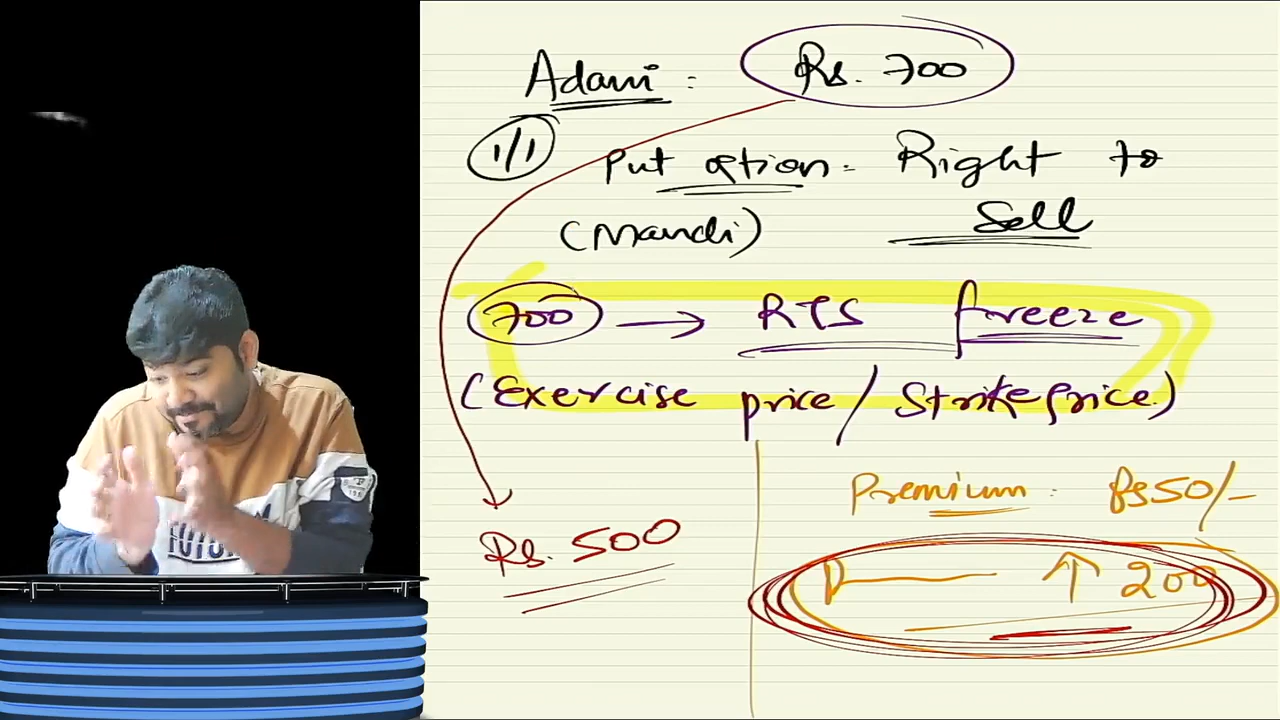 Adani : Rs. 700
1/1 Put option = Right to
(Mandi) Sell
700 → RTS freeze
(Exercise price / Strike price)
Premium : Rs 50/-
Rs. 500
P ↑ 200